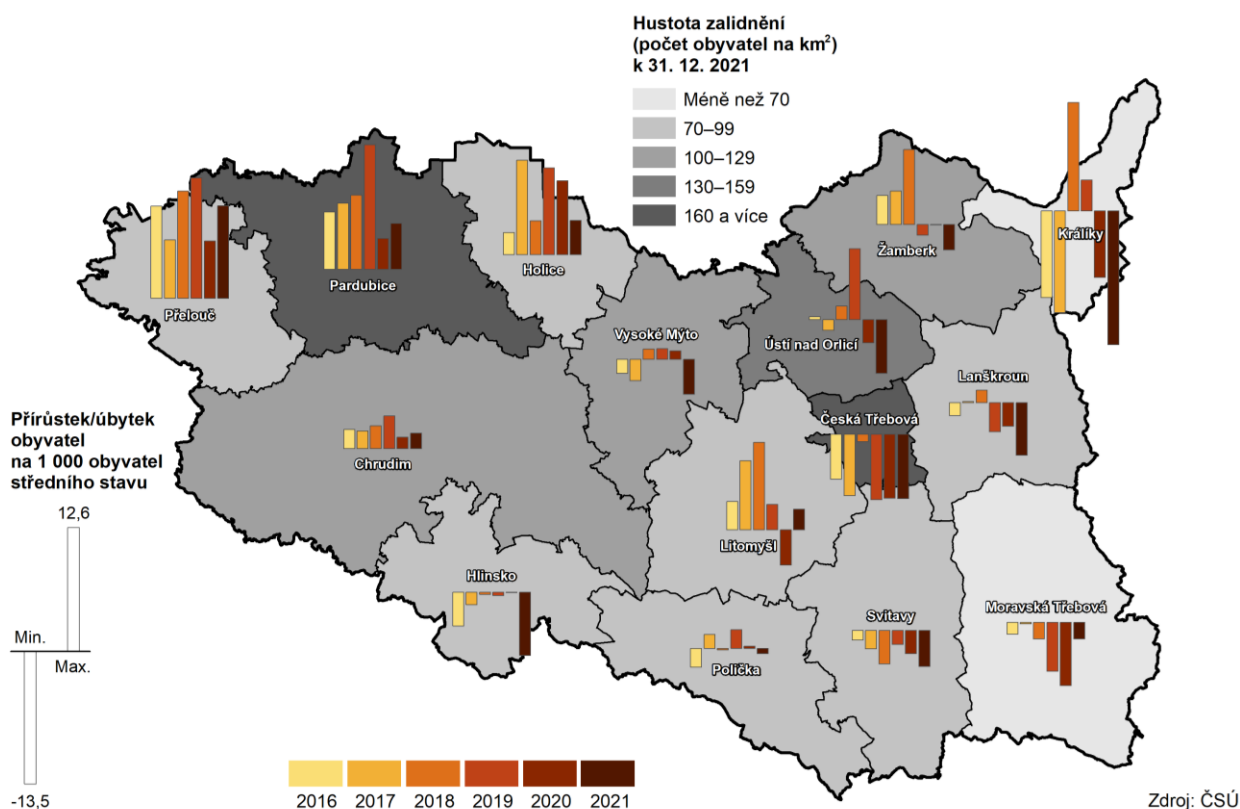 Hustota zalidnění
(počet obyvatel na km²)
k 31. 12. 2021
Méně než 70
70–99
100–129
130–159
160 a více
Králíky
Žamberk
Holice
Pardubice
Přelouč
Vysoké Mýto
Ústí nad Orlicí
Lanškroun
Česká Třebová
Chrudim
Litomyšl
Hlinsko
Moravská Třebová
Svitavy
Polička
Přírůstek/úbytek
obyvatel
na 1 000 obyvatel
středního stavu
12,6
Min.
Max.
-13,5
2016 2017 2018 2019 2020 2021
Zdroj: ČSÚ